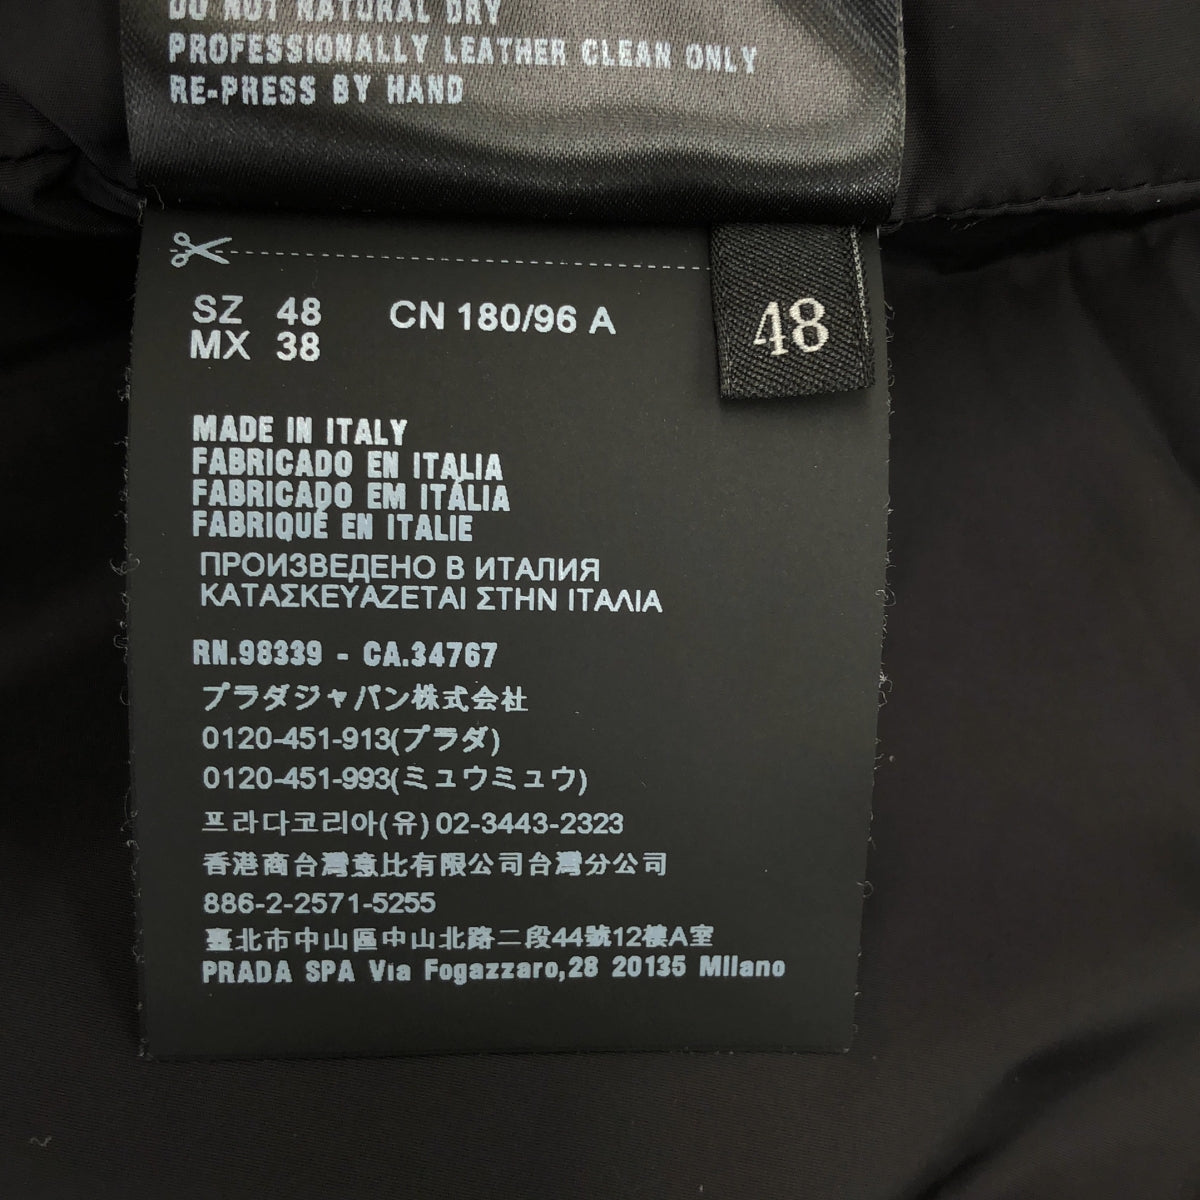 DO NOT NATURAL DRY
PROFESSIONALLY LEATHER CLEAN ONLY
RE-PRESS BY HAND
SZ 48 CN 180/96 A
MX 38
48
MADE IN ITALY
FABRICADO EN ITALIA
FABRICADO EM ITÁLIA
FABRIQUÉ EN ITALIE
ПРОИЗВЕДЕНО В ИТАЛИЯ
ΚΑΤΑΣΚΕΥΑΖΕΤΑΙ ΣΤΗΝ ΙΤΑΛΙΑ
RN.98339 - CA.34767
プラダジャパン株式会社
0120-451-913(プラダ)
0120-451-993(ミュウミュウ)
프라다코리아(유) 02-3443-2323
香港商台灣意比有限公司台灣分公司
886-2-2571-5255
臺北市中山區中山北路二段44號12樓A室
PRADA SPA Via Fogazzaro,28 20135 Milano